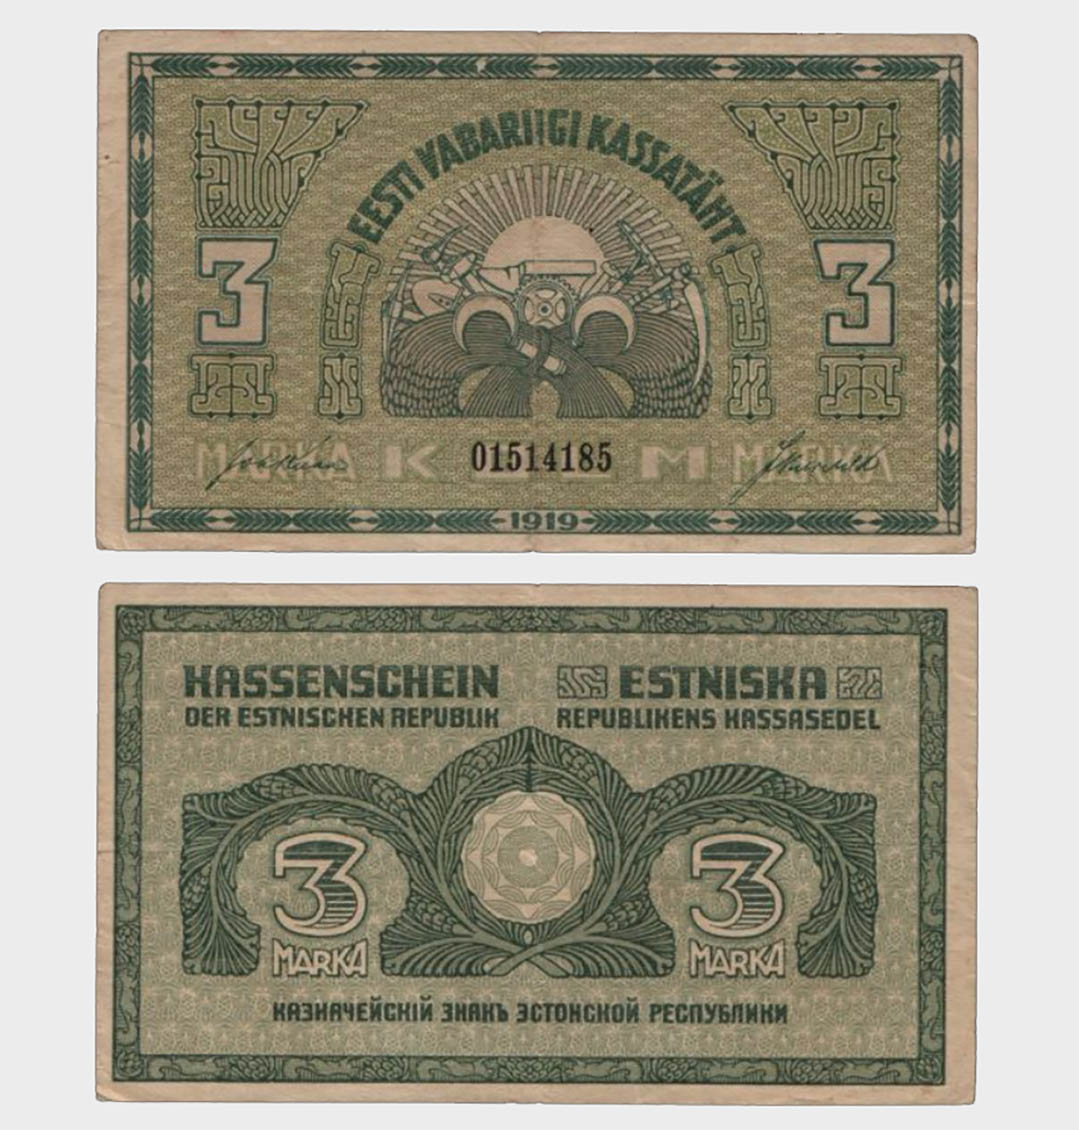 EESTI VABARIIGI KASSATÄHT
3 3
MARKA KOLM MARKA
01514185
1919
KASSENSCHEIN
DER ESTNISCHEN REPUBLIK
ESTNISKA
REPUBLIKENS KASSASEDEL
3 3
MARKA MARKA
КАЗНАЧЕЙСКІЙ ЗНАКЪ ЭСТОНСКОЙ РЕСПУБЛИКИ